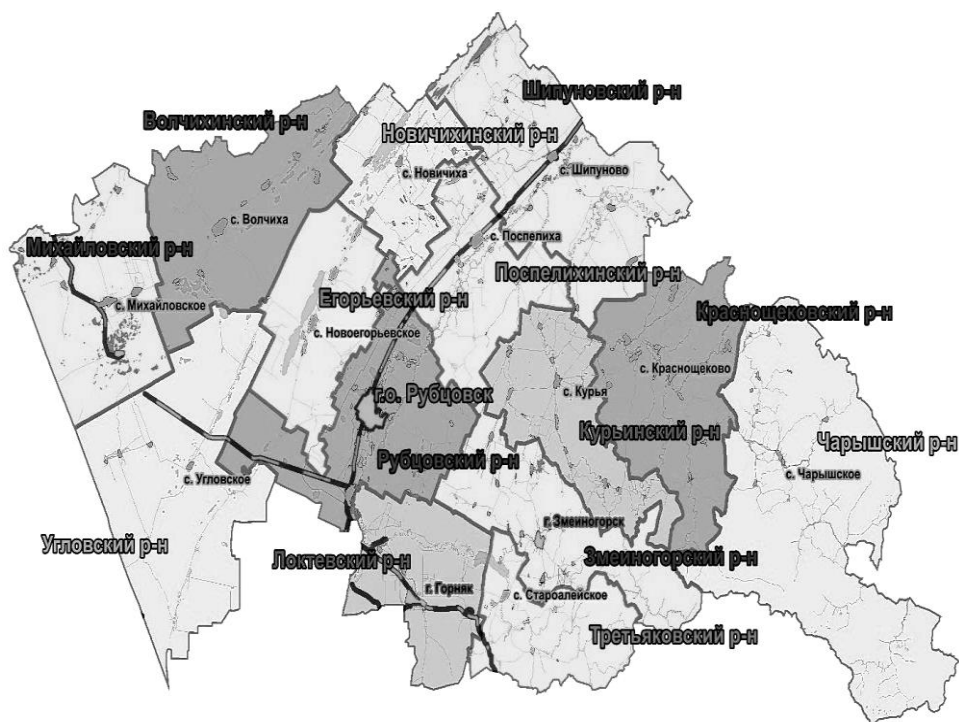 Шипуновский р-н
Волчихинский р-н
Новичихинский р-н
с. Новичиха
с. Шипуново
с. Волчиха
с. Поспелиха
Михайловский р-н
Поспелихинский р-н
с. Михайловское
Егорьевский р-н
Краснощековский р-н
с. Новоегорьевское
с. Краснощеково
г.о. Рубцовск
с. Курья
Курьинский р-н
Чарышский р-н
Рубцовский р-н
с. Угловское
с. Чарышское
г. Змеиногорск
Угловский р-н
Локтевский р-н
Змеиногорский р-н
г. Горняк
с. Староалейское
Третьяковский р-н